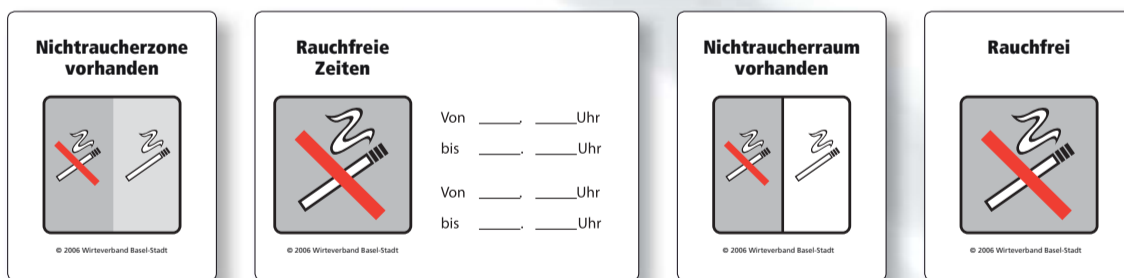 Nichtraucherzone
vorhanden
© 2006 Wirteverband Basel-Stadt
Rauchfreie
Zeiten
Von _____. _____Uhr
bis _____. _____Uhr
Von _____. _____Uhr
bis _____. _____Uhr
© 2006 Wirteverband Basel-Stadt
Nichtraucherraum
vorhanden
© 2006 Wirteverband Basel-Stadt
Rauchfrei
© 2006 Wirteverband Basel-Stadt